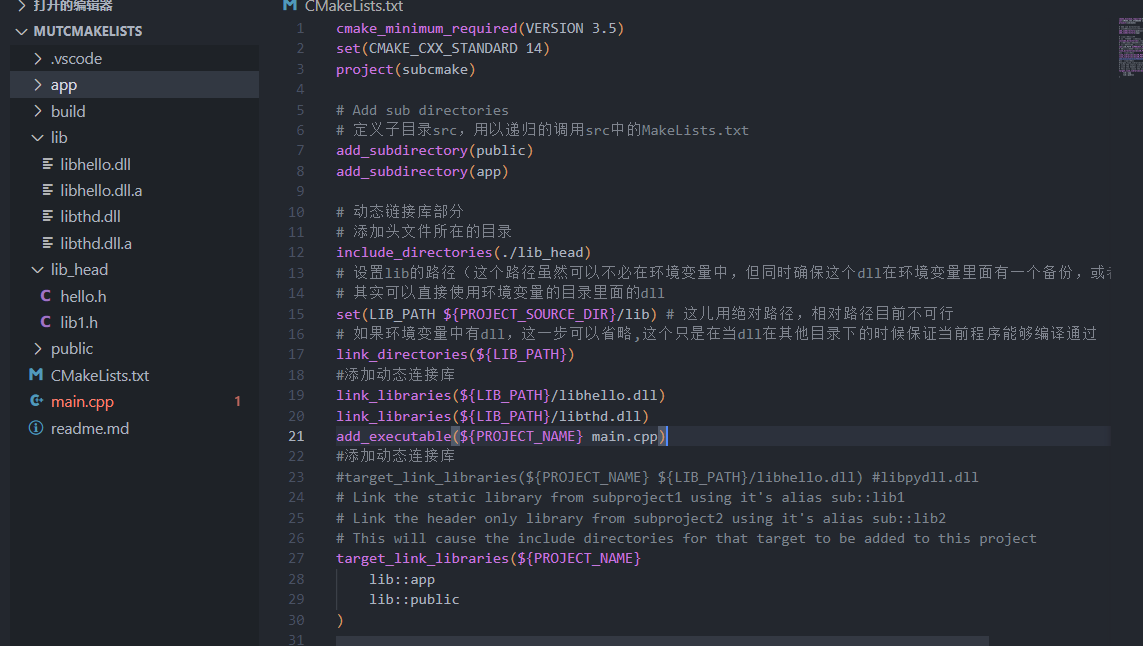 打开的编辑器
MUTCMAKELISTS
.vscode
app
build
lib
libhello.dll
libhello.dll.a
libthd.dll
libthd.dll.a
lib_head
C hello.h
C lib1.h
public
M CMakeLists.txt
main.cpp 1
readme.md
M CMakeLists.txt
1 cmake_minimum_required(VERSION 3.5)
2 set(CMAKE_CXX_STANDARD 14)
3 project(subcmake)
4
5 # Add sub directories
6 # 定义子目录src，用以递归的调用src中的MakeLists.txt
7 add_subdirectory(public)
8 add_subdirectory(app)
9
10 # 动态链接库部分
11 # 添加头文件所在的目录
12 include_directories(./lib_head)
13 # 设置lib的路径（这个路径虽然可以不必在环境变量中，但同时确保这个dll在环境变量里面有一个备份，或
14 # 其实可以直接使用环境变量的目录里面的dll
15 set(LIB_PATH ${PROJECT_SOURCE_DIR}/lib) # 这儿用绝对路径，相对路径目前不可行
16 # 如果环境变量中有dll，这一步可以省略,这个只是在当dll在其他目录下的时候保证当前程序能够编译通过
17 link_directories(${LIB_PATH})
18 #添加动态连接库
19 link_libraries(${LIB_PATH}/libhello.dll)
20 link_libraries(${LIB_PATH}/libthd.dll)
21 add_executable(${PROJECT_NAME} main.cpp)
22 #添加动态连接库
23 #target_link_libraries(${PROJECT_NAME} ${LIB_PATH}/libhello.dll) #libpydll.dll
24 # Link the static library from subproject1 using it's alias sub::lib1
25 # Link the header only library from subproject2 using it's alias sub::lib2
26 # This will cause the include directories for that target to be added to this project
27 target_link_libraries(${PROJECT_NAME}
28 lib::app
29 lib::public
30 )
31